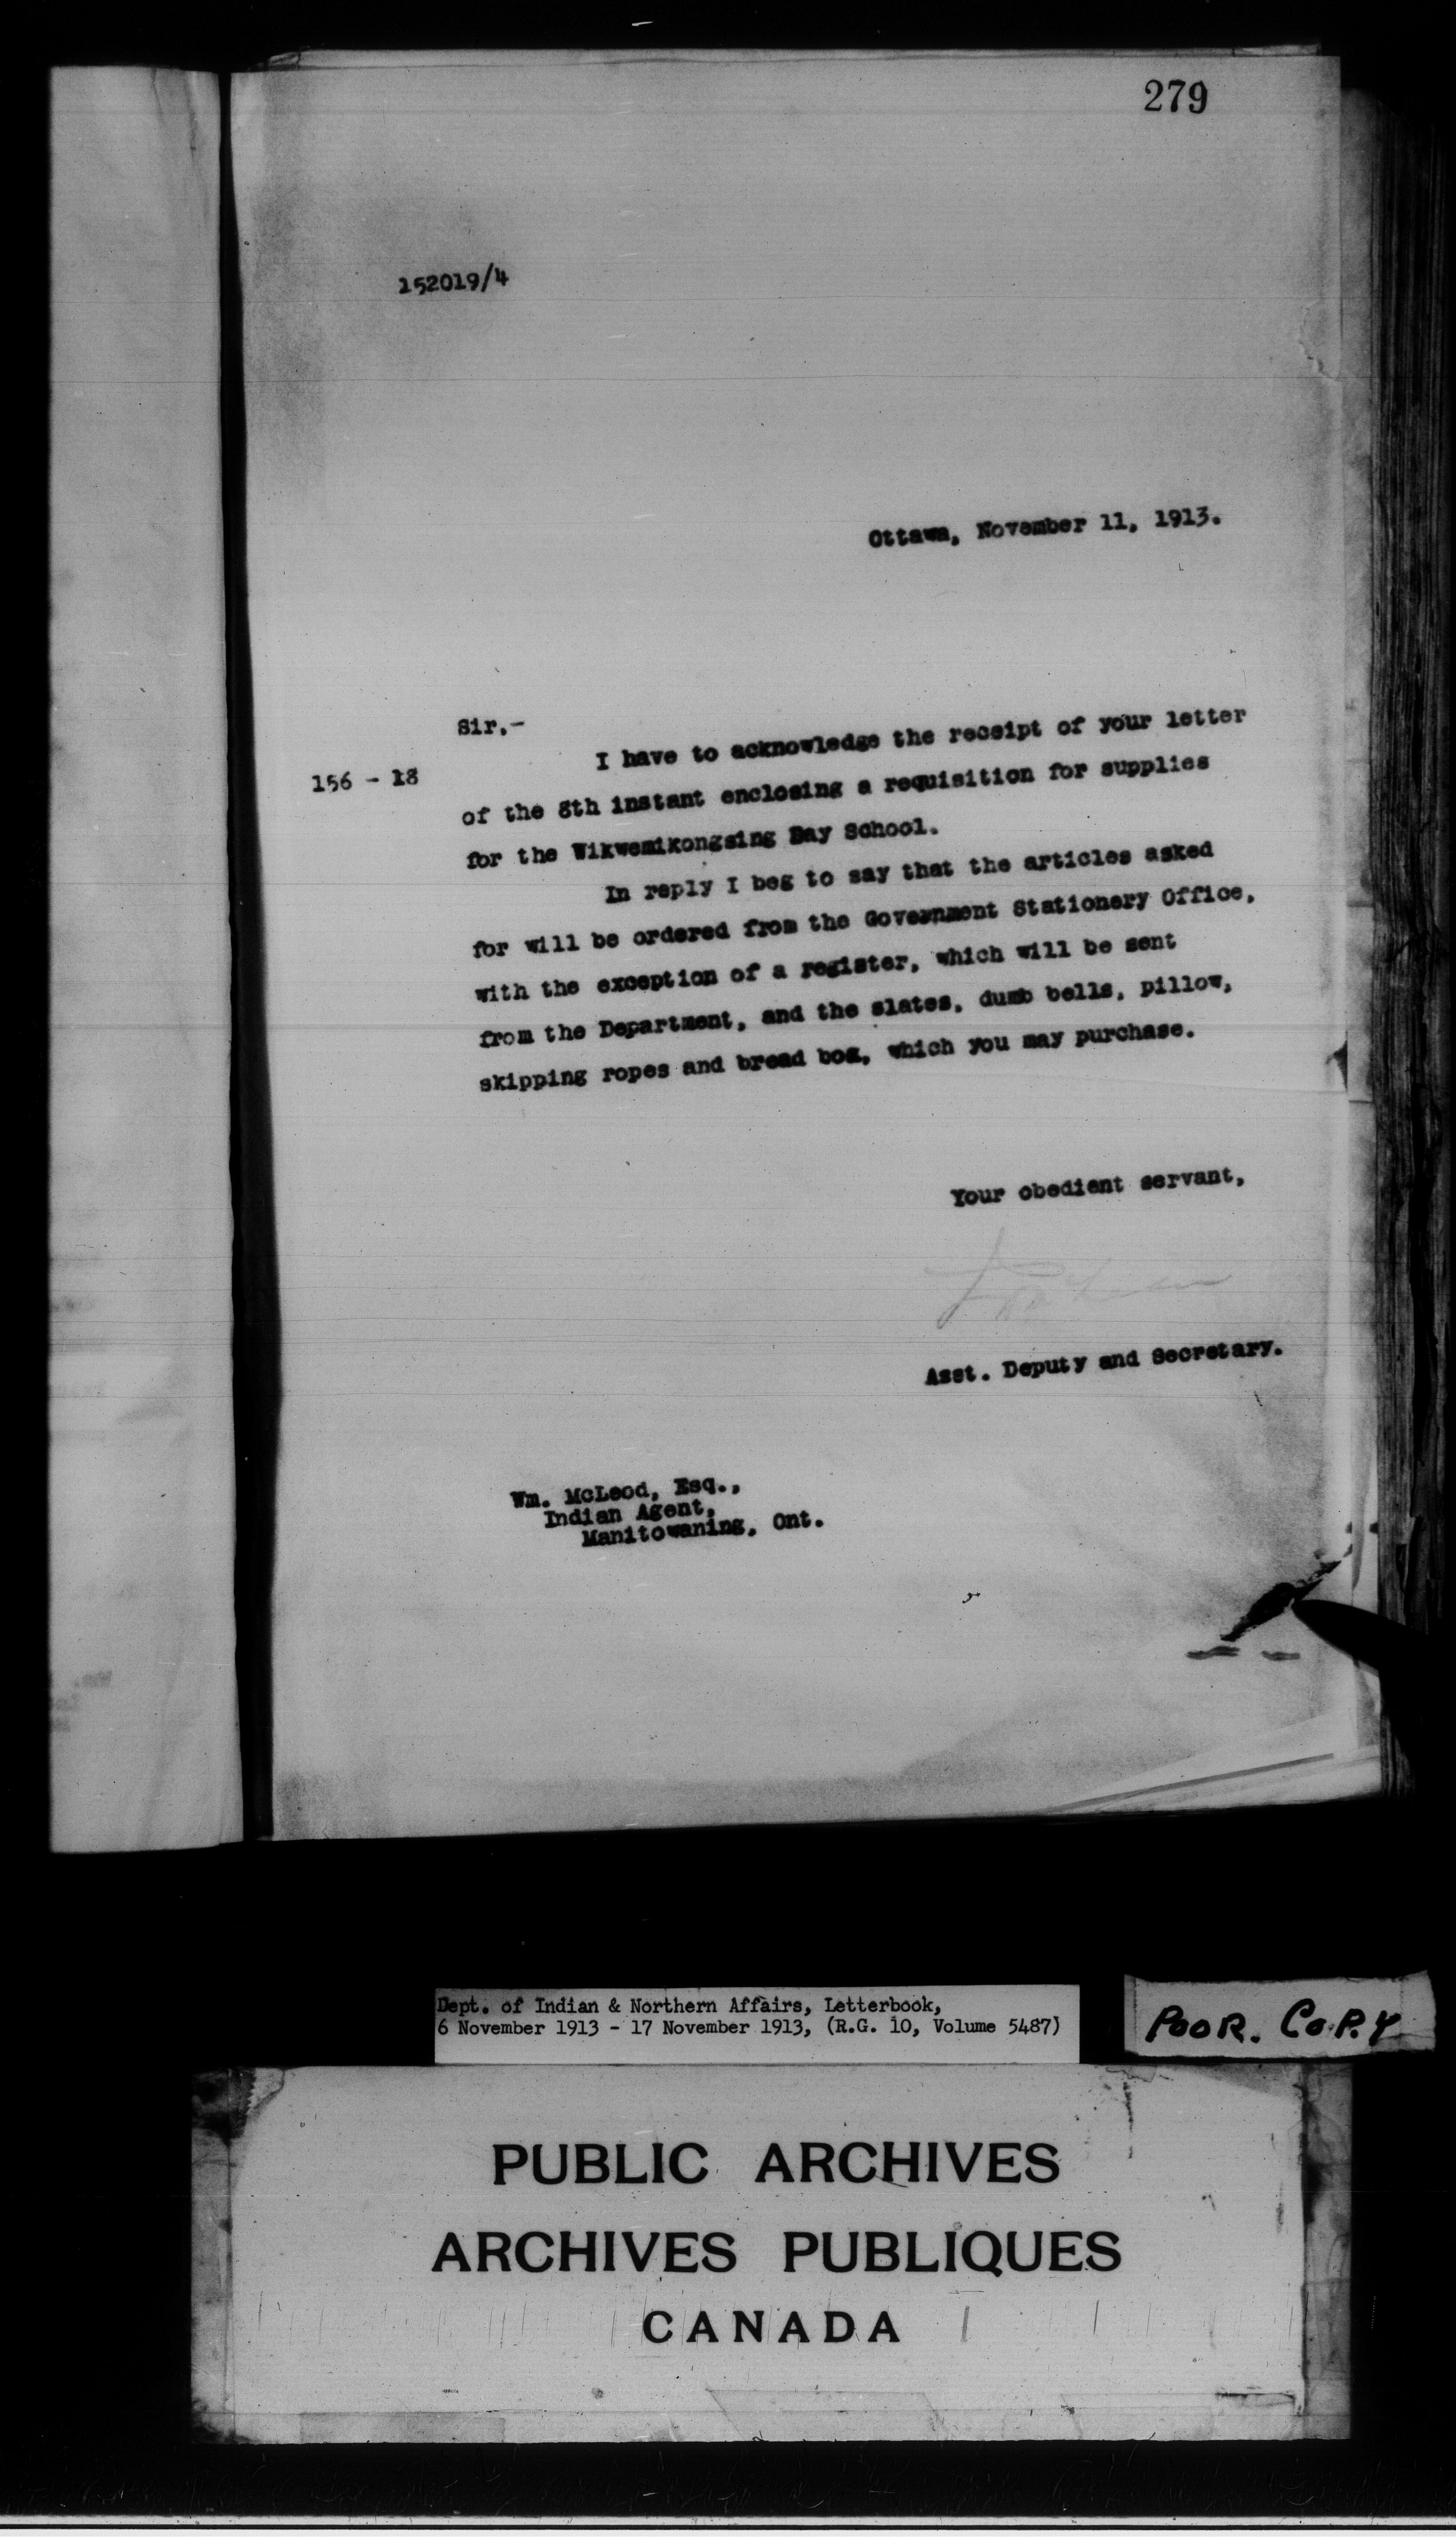 279
152019/4
Ottawa, November 11, 1913.
Sir,-
I have to acknowledge the receipt of your letter
156 - 18
of the 8th instant enclosing a requisition for supplies
for the Wikwemikongsing Day School.
In reply I beg to say that the articles asked
for will be ordered from the Government Stationery Office,
with the exception of a register, which will be sent
from the Department, and the slates, dumb bells, pillow,
skipping ropes and bread box, which you may purchase.
Your obedient servant,
Asst. Deputy and Secretary.
Wm. McLeod, Esq.,
Indian Agent,
Manitowaning, Ont.
Dept. of Indian & Northern Affairs, Letterbook,
6 November 1913 - 17 November 1913, (R.G. 10, Volume 5487)
POOR. COPY
PUBLIC ARCHIVES
ARCHIVES PUBLIQUES
CANADA